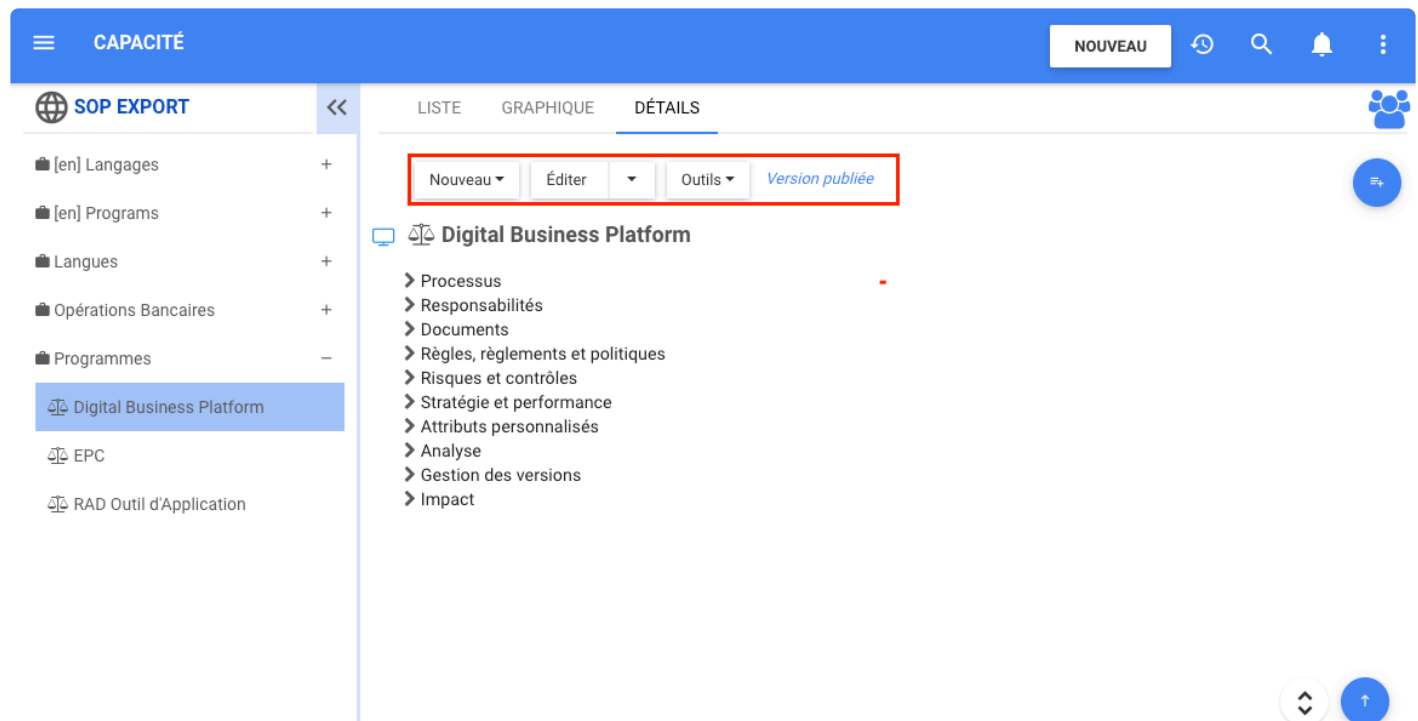 CAPACITÉ
NOUVEAU
SOP EXPORT
LISTE GRAPHIQUE DÉTAILS
[en] Langages
[en] Programs
Langues
Opérations Bancaires
Programmes
Digital Business Platform
EPC
RAD Outil d'Application
Nouveau Éditer Outils Version publiée
Digital Business Platform
Processus
Responsabilités
Documents
Règles, règlements et politiques
Risques et contrôles
Stratégie et performance
Attributs personnalisés
Analyse
Gestion des versions
Impact